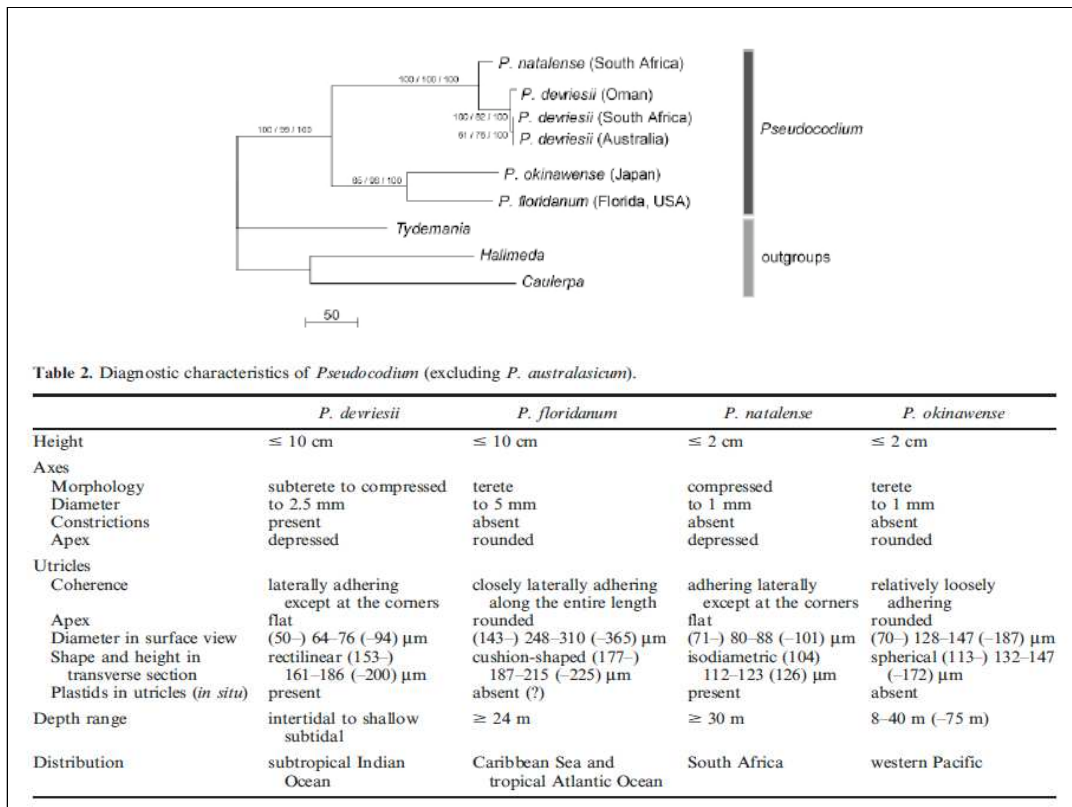 P. natalense (South Africa)
100 / 100 / 100
P. devriesii (Oman)
100 / 82 / 100 P. devriesii (South Africa)
61 / 76 / 100 P. devriesii (Australia)
Pseudocodium
100 / 99 / 100
P. okinawense (Japan)
85 / 98 / 100
P. floridanum (Florida, USA)
Tydemania
Halimeda
outgroups
Caulerpa
50
Table 2. Diagnostic characteristics of Pseudocodium (excluding P. australasicum).
P. devriesii P. floridanum P. natalense P. okinawense
Height ≤ 10 cm ≤ 10 cm ≤ 2 cm ≤ 2 cm
Axes
Morphology subterete to compressed terete compressed terete
Diameter to 2.5 mm to 5 mm to 1 mm to 1 mm
Constrictions present absent absent absent
Apex depressed rounded depressed rounded
Utricles
Coherence laterally adhering closely laterally adhering adhering laterally relatively loosely
except at the corners along the entire length except at the corners adhering
Apex flat rounded flat rounded
Diameter in surface view (50–) 64–76 (–94) μm (143–) 248–310 (–365) μm (71–) 80–88 (–101) μm (70–) 128–147 (–187) μm
Shape and height in rectilinear (153–) cushion-shaped (177–) isodiametric (104) spherical (113–) 132–147
transverse section 161–186 (–200) μm 187–215 (–225) μm 112–123 (126) μm (–172) μm
Plastids in utricles (in situ) present absent (?) present absent
Depth range intertidal to shallow ≥ 24 m ≥ 30 m 8–40 m (–75 m)
subtidal
Distribution subtropical Indian Caribbean Sea and South Africa western Pacific
Ocean tropical Atlantic Ocean